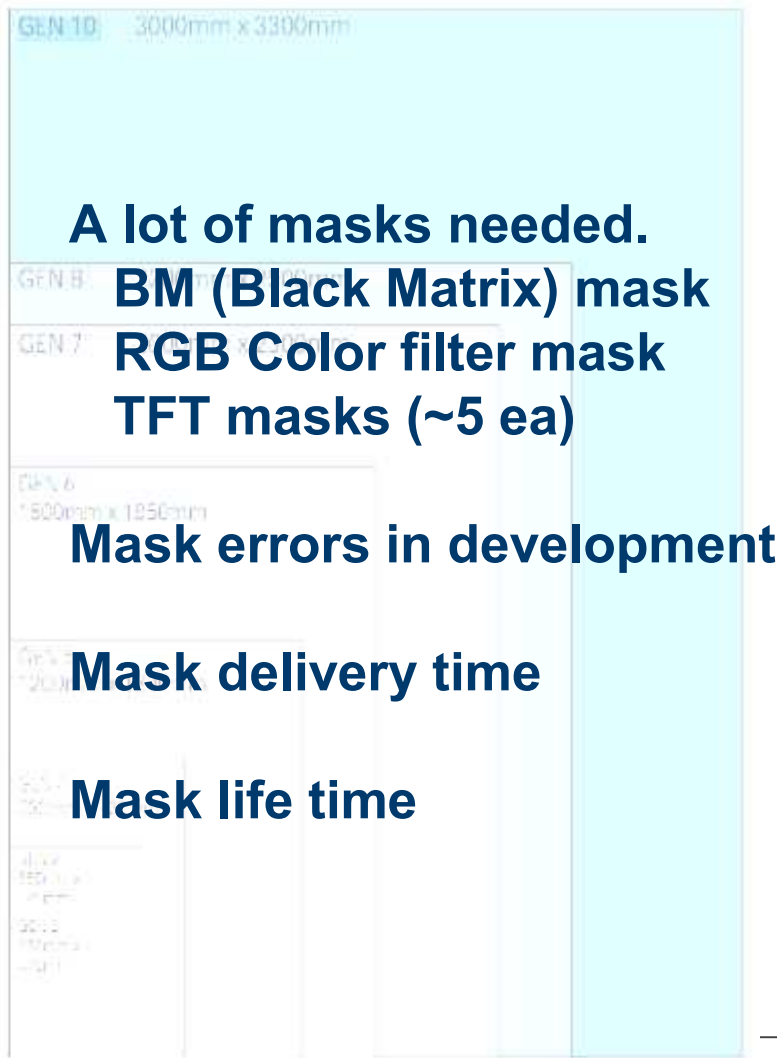 GEN 10 3000mm x 3300mm
A lot of masks needed.
GEN 8
BM (Black Matrix) mask
GEN 7
RGB Color filter mask
TFT masks (~5 ea)
GEN 6
1500mm x 1850mm
Mask errors in development
Mask delivery time
Mask life time